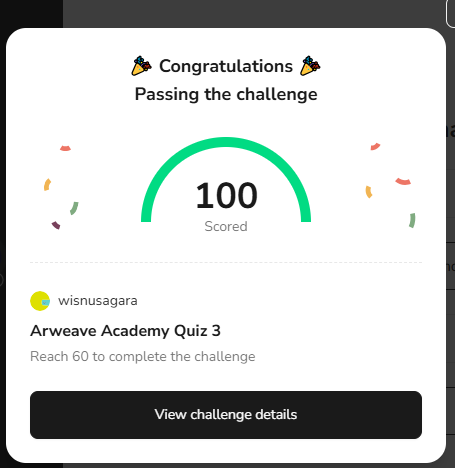 Congratulations
Passing the challenge
100
Scored
wisnusagara
Arweave Academy Quiz 3
Reach 60 to complete the challenge
View challenge details